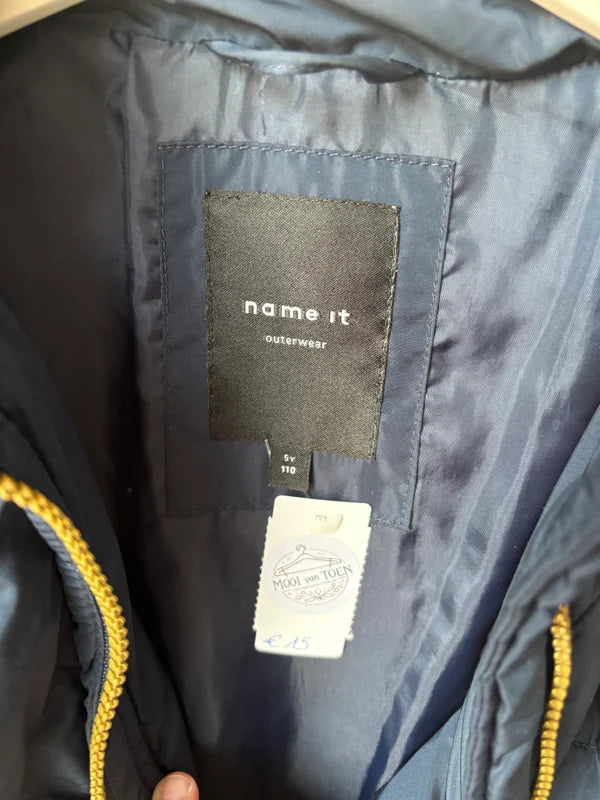 name it
outerwear
5Y
110
MOOI van TOEN
€ 15